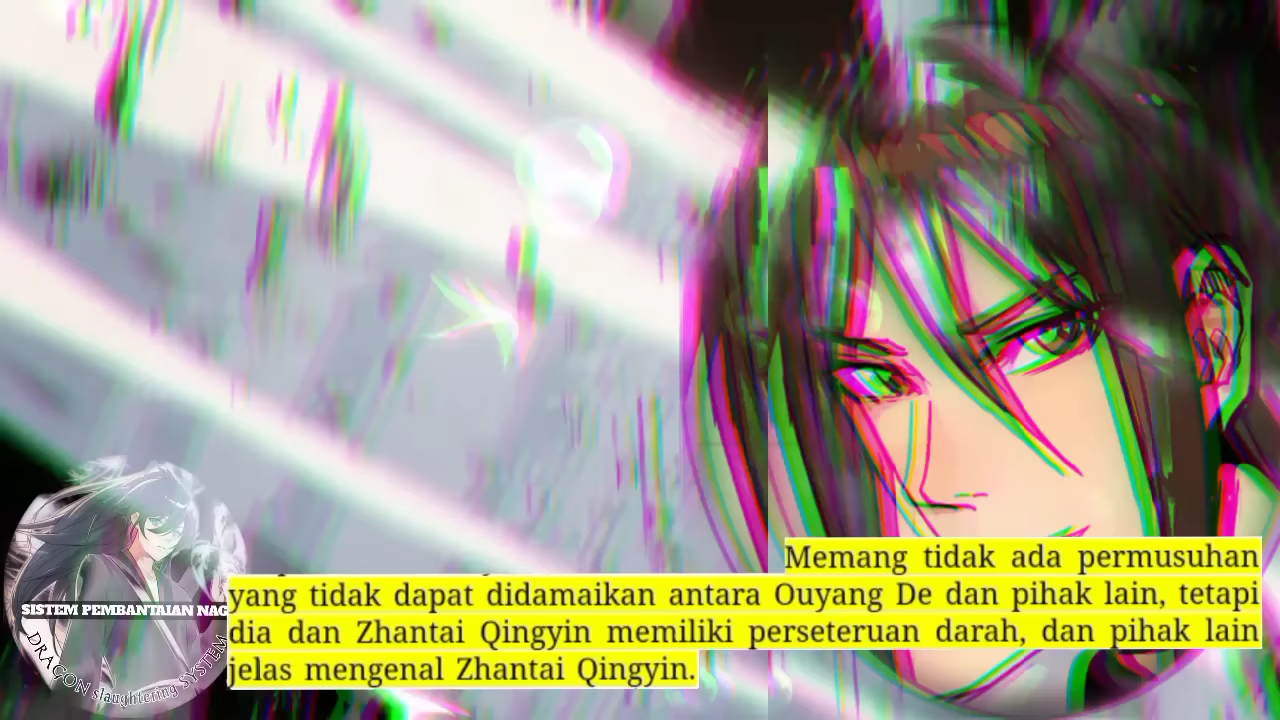 Memang tidak ada permusuhan
yang tidak dapat didamaikan antara Ouyang De dan pihak lain, tetapi
dia dan Zhantai Qingyin memiliki perseteruan darah, dan pihak lain
jelas mengenal Zhantai Qingyin.
SISTEM PEMBANTAIAN NAG
DRAGON slaughtering SYSTEM